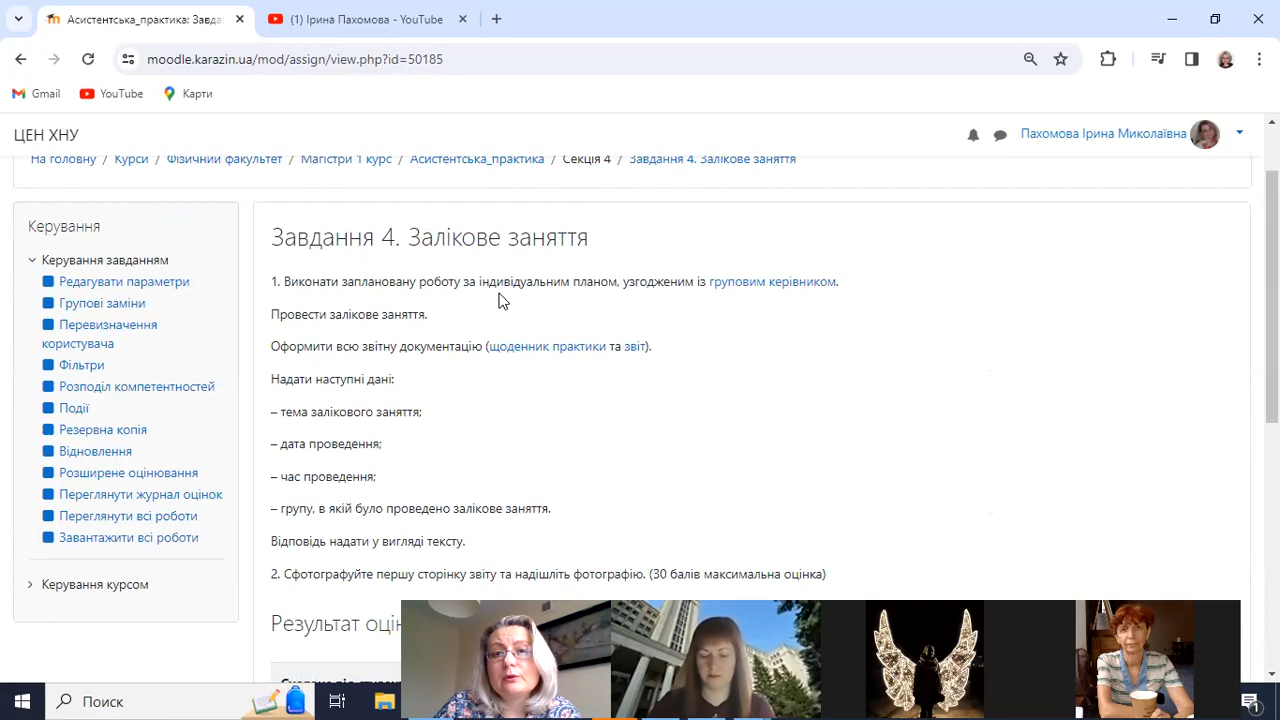 Асистентська_практика: Завда
(1) Ірина Пахомова - YouTube
moodle.karazin.ua/mod/assign/view.php?id=50185
Gmail
YouTube
Карти
ЦЕН ХНУ
Пахомова Ірина Миколаївна
На головну / Курси / Фізичний факультет / Магістри 1 курс / Асистентська_практика / Секція 4 / Завдання 4. Залікове заняття
Керування
Керування завданням
Редагувати параметри
Групові заміни
Перевизначення
користувача
Фільтри
Розподіл компетентностей
Події
Резервна копія
Відновлення
Розширене оцінювання
Переглянути журнал оцінок
Переглянути всі роботи
Завантажити всі роботи
Керування курсом
Завдання 4. Залікове заняття
1. Виконати заплановану роботу за індивідуальним планом, узгодженим із груповим керівником.
Провести залікове заняття.
Оформити всю звітну документацію (щоденник практики та звіт).
Надати наступні дані:
– тема залікового заняття;
– дата проведення;
– час проведення;
– групу, в якій було проведено залікове заняття.
Відповідь надати у вигляді тексту.
2. Сфотографуйте першу сторінку звіту та надішліть фотографію. (30 балів максимальна оцінка)
Результат
Поиск
1